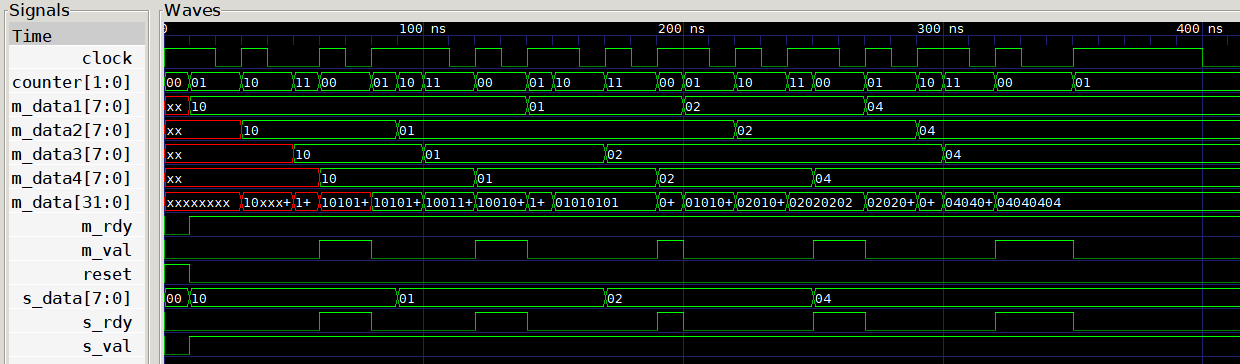 Signals Waves
Time 0 100 ns 200 ns 300 ns 400 ns
clock
counter[1:0] 00 01 10 11 00 01 10 11 00 01 10 11 00 01 10 11 00 01 10 11 00 01
m_data1[7:0] xx 10 01 02 04
m_data2[7:0] xx 10 01 02 04
m_data3[7:0] xx 10 01 02 04
m_data4[7:0] xx 10 01 02 04
m_data[31:0] xxxxxxxx 10xxx+ 1+ 10101+ 10101+ 10011+ 10010+ 1+ 01010101 0+ 01010+ 02010+ 02020202 02020+ 0+ 04040+ 04040404
m_rdy
m_val
reset
s_data[7:0] 00 10 01 02 04
s_rdy
s_val